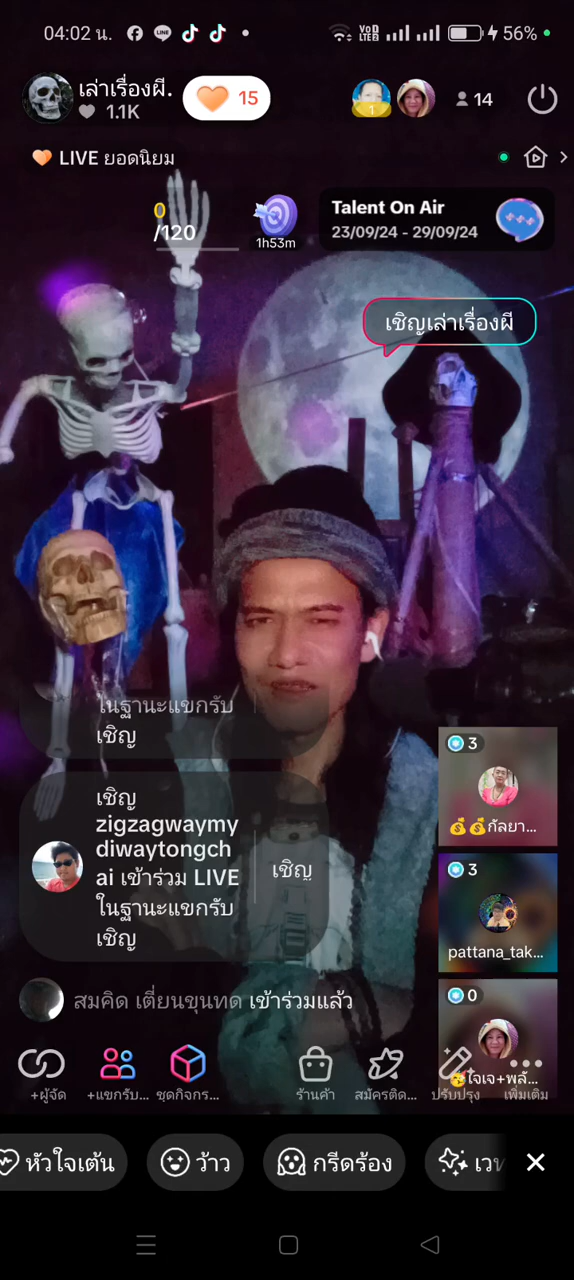 04:02 น.
LINE
VoD
LTE2
56%
เล่าเรื่องผี.
1.1K
15
1
14
LIVE ยอดนิยม
0
/120
1h53m
Talent On Air
23/09/24 - 29/09/24
เชิญเล่าเรื่องผี
ในฐานะแขกรับ
เชิญ
เชิญ
zigzagwaymy
diwaytongch
ai เข้าร่วม LIVE
ในฐานะแขกรับ
เชิญ
เชิญ
3
💰💰กัลยา...
3
pattana_tak...
0
🥳ใจเจ+พลั...
สมคิด เตี่ยนขุนทด เข้าร่วมแล้ว
+ผู้จัด
+แขกรับ...
ชุดกิจกร...
ร้านค้า
สมัครติด...
ปรับปรุง
เพิ่มเติม
หัวใจเต้น
ว้าว
กรีดร้อง